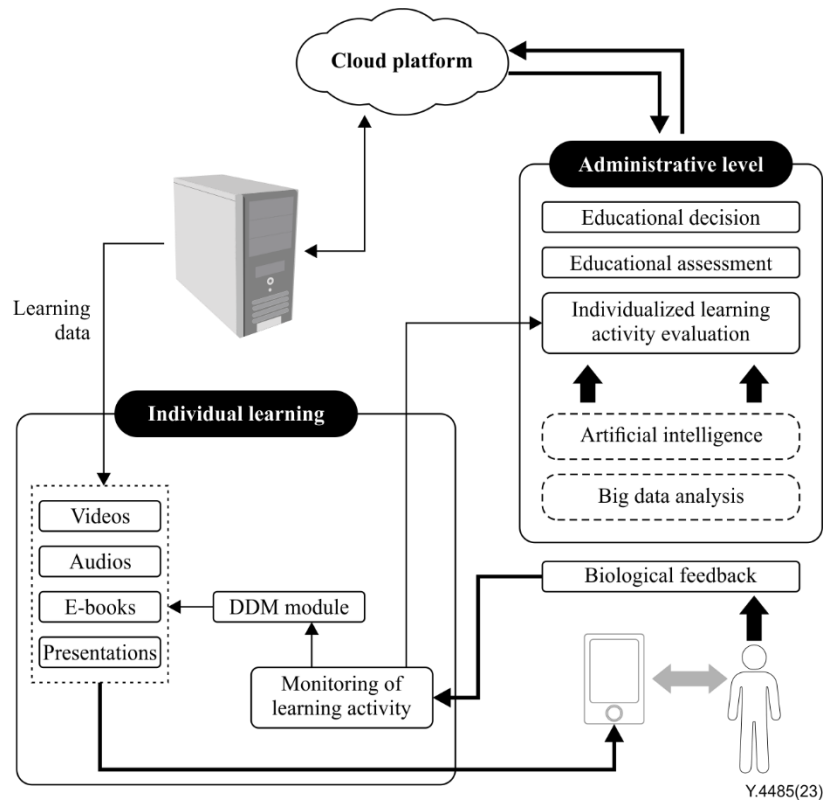 Cloud platform
Administrative level
Educational decision
Educational assessment
Individualized learning
activity evaluation
Artificial intelligence
Big data analysis
Learning
data
Individual learning
Videos
Audios
E-books
Presentations
DDM module
Monitoring of
learning activity
Biological feedback
Y.4485(23)